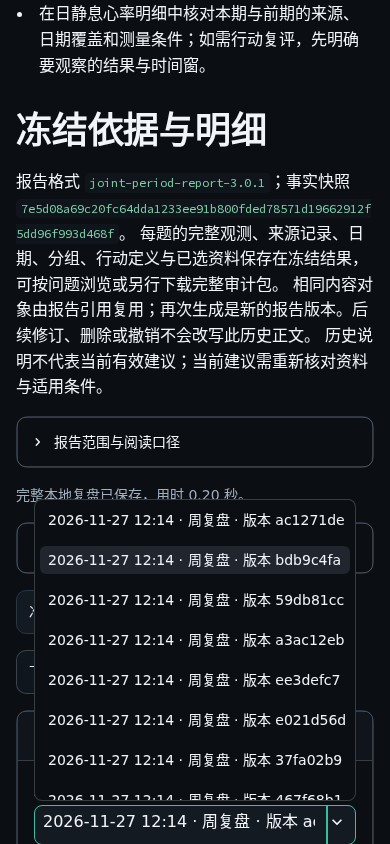 • 在日静息心率明细中核对本期与前期的来源、
日期覆盖和测量条件；如需行动复评，先明确
要观察的结果与时间窗。
冻结依据与明细
报告格式 joint-period-report-3.0.1；事实快照
7e5d08a69c20fc64dda1233ee91b800fded78571d19662912f
5dd96f993d468f。 每题的完整观测、来源记录、日
期、分组、行动定义与已选资料保存在冻结结果，
可按问题浏览或另行下载完整审计包。 相同内容对
象由报告引用复用；再次生成是新的报告版本。后
续修订、删除或撤销不会改写此历史正文。 历史说
明不代表当前有效建议；当前建议需重新核对资料
与适用条件。
报告范围与阅读口径
完整本地复盘已保存，用时 0.20 秒。
2026-11-27 12:14 · 周复盘 · 版本 ac1271de
2026-11-27 12:14 · 周复盘 · 版本 bdb9c4fa
2026-11-27 12:14 · 周复盘 · 版本 59db81cc
2026-11-27 12:14 · 周复盘 · 版本 a3ac12eb
2026-11-27 12:14 · 周复盘 · 版本 ee3defc7
2026-11-27 12:14 · 周复盘 · 版本 e021d56d
2026-11-27 12:14 · 周复盘 · 版本 37fa02b9
2026-11-27 12:14 · 周复盘 · 版本 467f68b1
2026-11-27 12:14 · 周复盘 · 版本